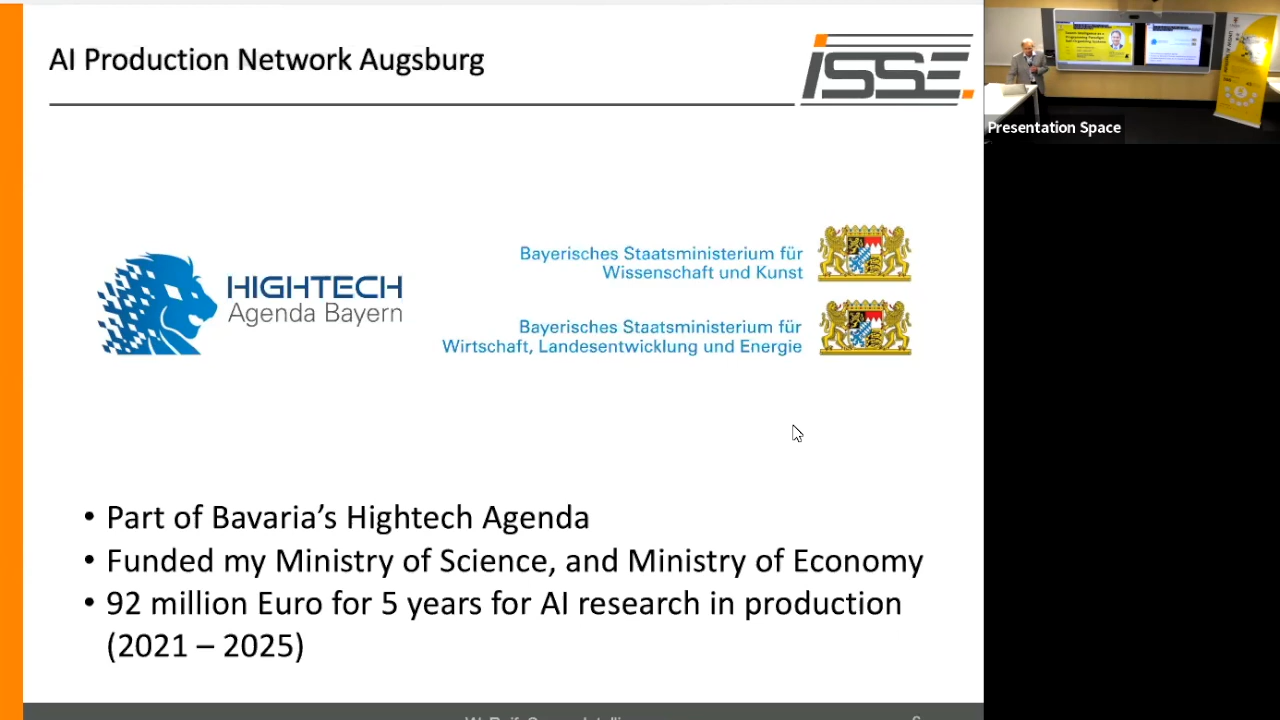 AI Production Network Augsburg
ISSE
Presentation Space
HIGHTECH
Agenda Bayern
Bayerisches Staatsministerium für
Wissenschaft und Kunst
Bayerisches Staatsministerium für
Wirtschaft, Landesentwicklung und Energie
• Part of Bavaria’s Hightech Agenda
• Funded my Ministry of Science, and Ministry of Economy
• 92 million Euro for 5 years for AI research in production
(2021 – 2025)